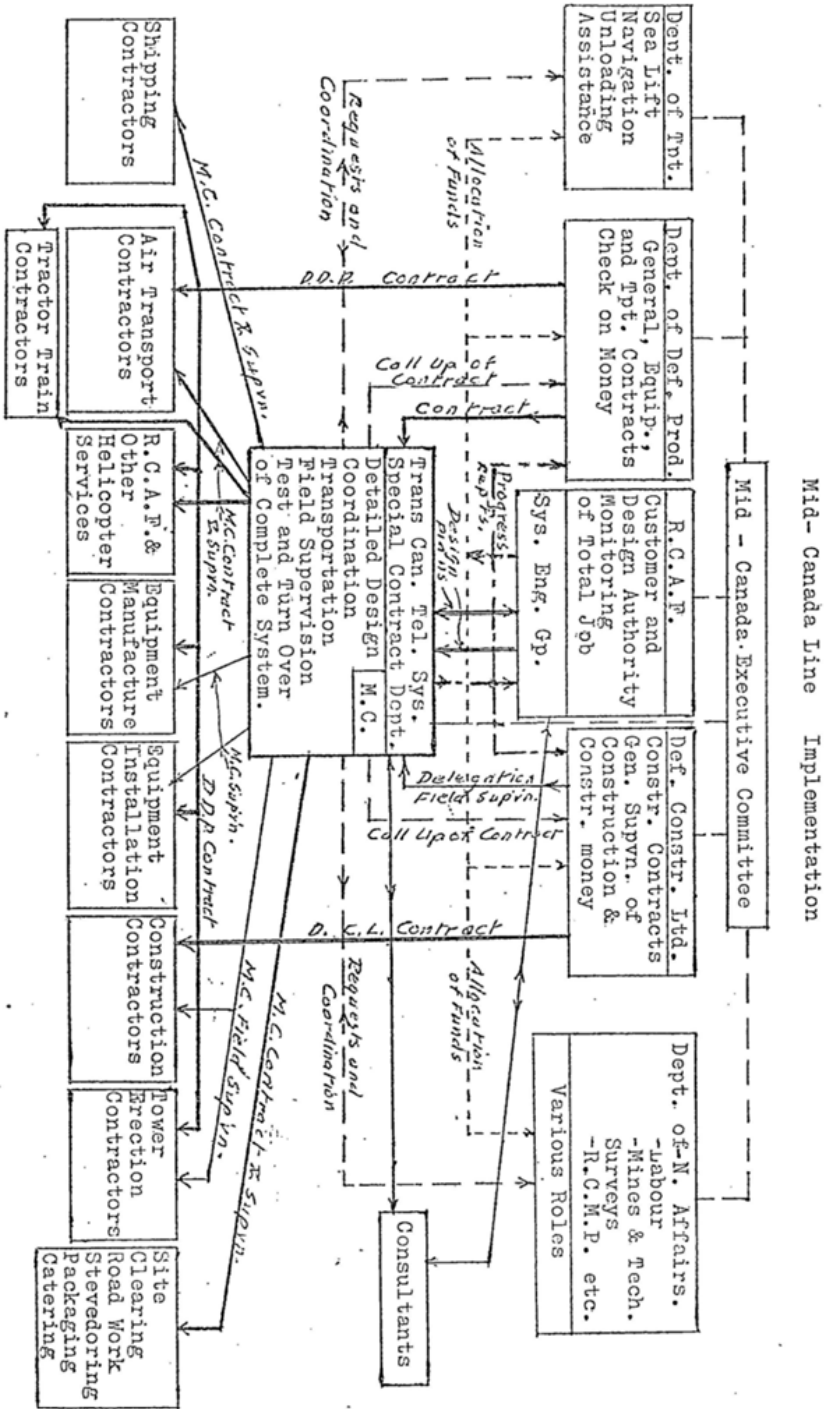 Mid- Canada Line Implementation
Mid - Canada Executive Committee
Dept. of Tnt.
Sea Lift
Navigation
Unloading
Assistance
Dept. of Def. Prod.
General, Equip.,
and Tpt. Contracts
Check on Money
R.C.A.F.
Customer and
Design Authority
Monitoring
of Total Job
Sys. Eng. Gp.
Def. Constr. Ltd.
Constr. Contracts
Gen. Supvn. of
Construction &
Constr. money
Dept. of N. Affairs.
-Labour
-Mines & Tech.
Surveys
-R.C.M.P. etc.
Various Roles
Allocation
of Funds
Allocation
of Funds
Requests and
Coordination
Requests and
Coordination
D.D.P. Contract
Call Up of
Contract
Contract
Progress
Repts.
Design
Delegation
Field Supvn.
Call Up of Contract
D. C.L. Contract
Trans Can. Tel. Sys.
Special Contract Dept.
Detailed Design
M.C.
Coordination
Transportation
Field Supervision
Test and Turn Over
of Complete System.
Consultants
M.C. Contract & Supvn.
M.C. Contract
& Supvn.
M.C. Supvn.
D.D.P. Contract
M.C. Field Supvn.
M.C. Contract & Supvn.
Shipping
Contractors
Air Transport
Contractors
Tractor Train
Contractors
R.C.A.F. &
Other
Helicopter
Services
Equipment
Manufacture
Contractors
Equipment
Installation
Contractors
Construction
Contractors
Tower
Erection
Contractors
Site
Clearing
Road Work
Stevedoring
Packaging
Catering